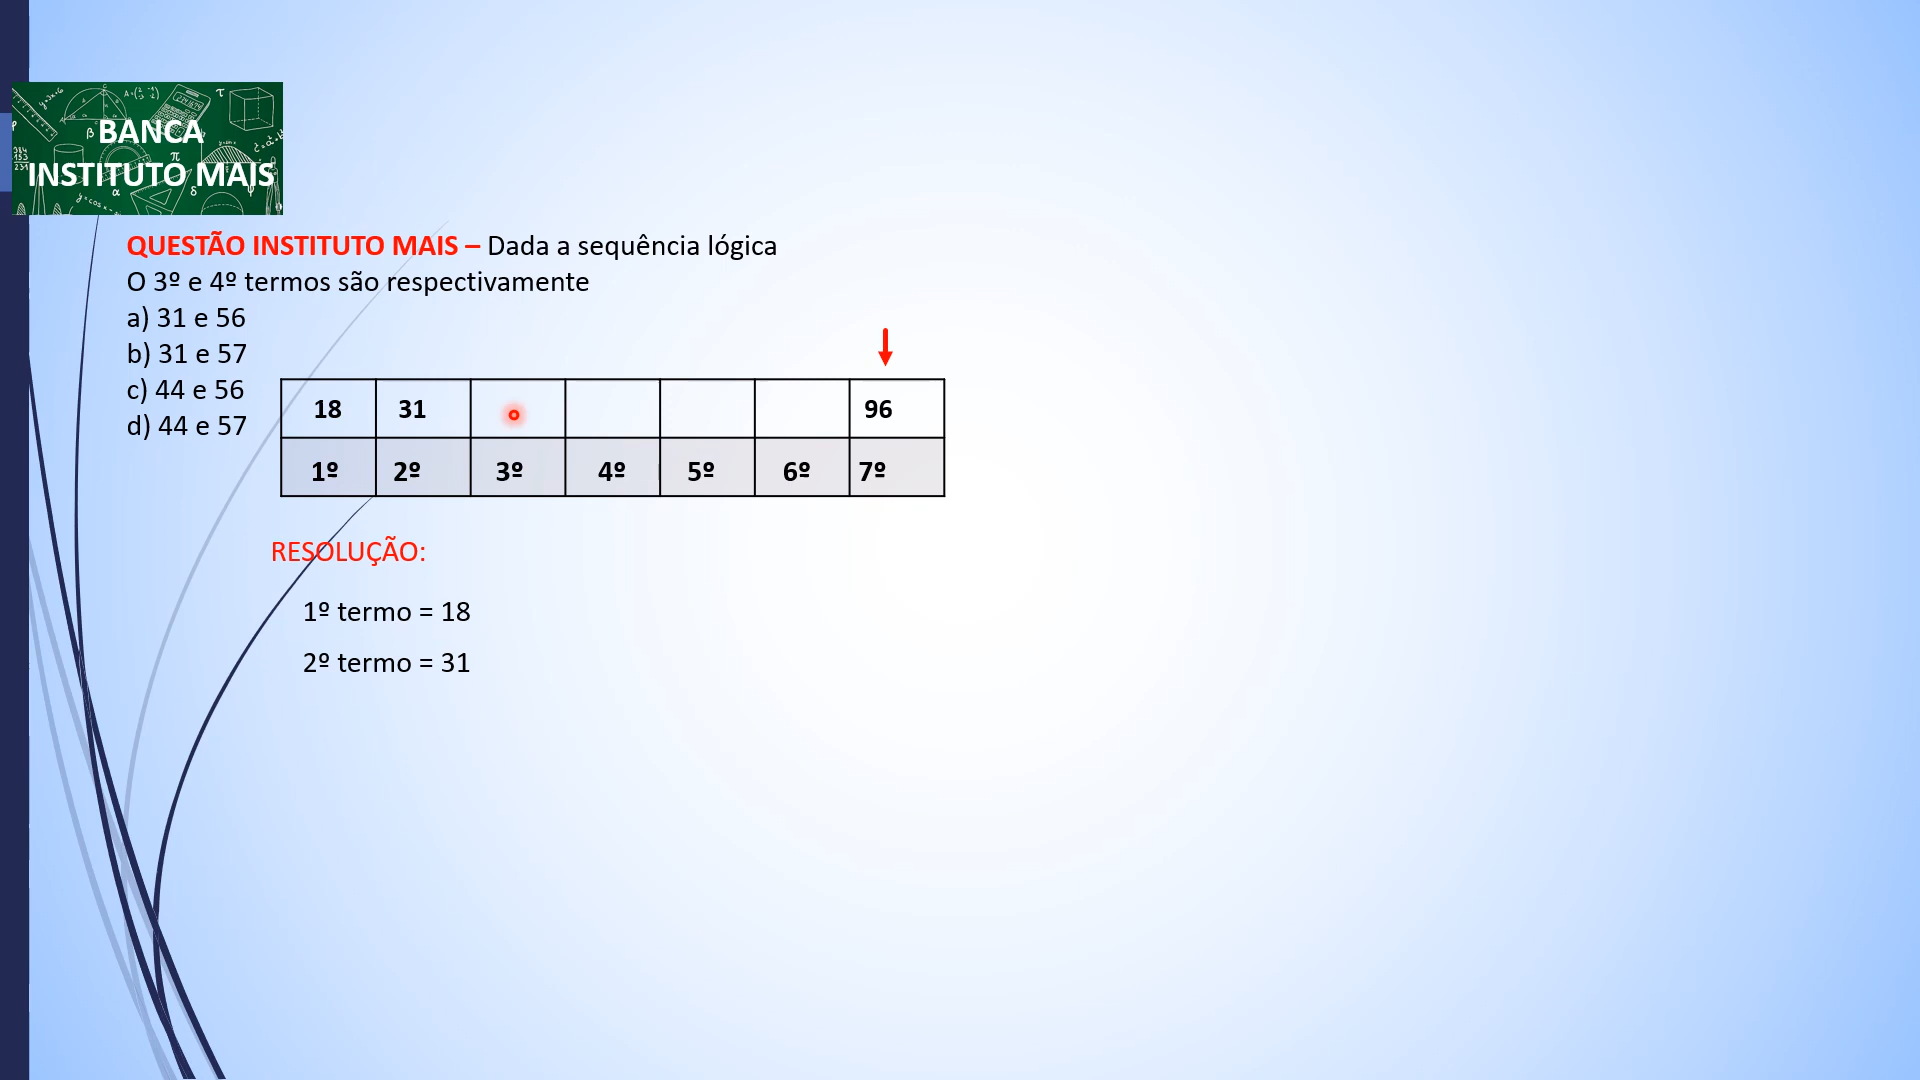 BANCA
INSTITUTO MAIS
QUESTÃO INSTITUTO MAIS – Dada a sequência lógica
O 3º e 4º termos são respectivamente
a) 31 e 56
b) 31 e 57
c) 44 e 56
d) 44 e 57
18 31 96
1º 2º 3º 4º 5º 6º 7º
RESOLUÇÃO:
1º termo = 18
2º termo = 31